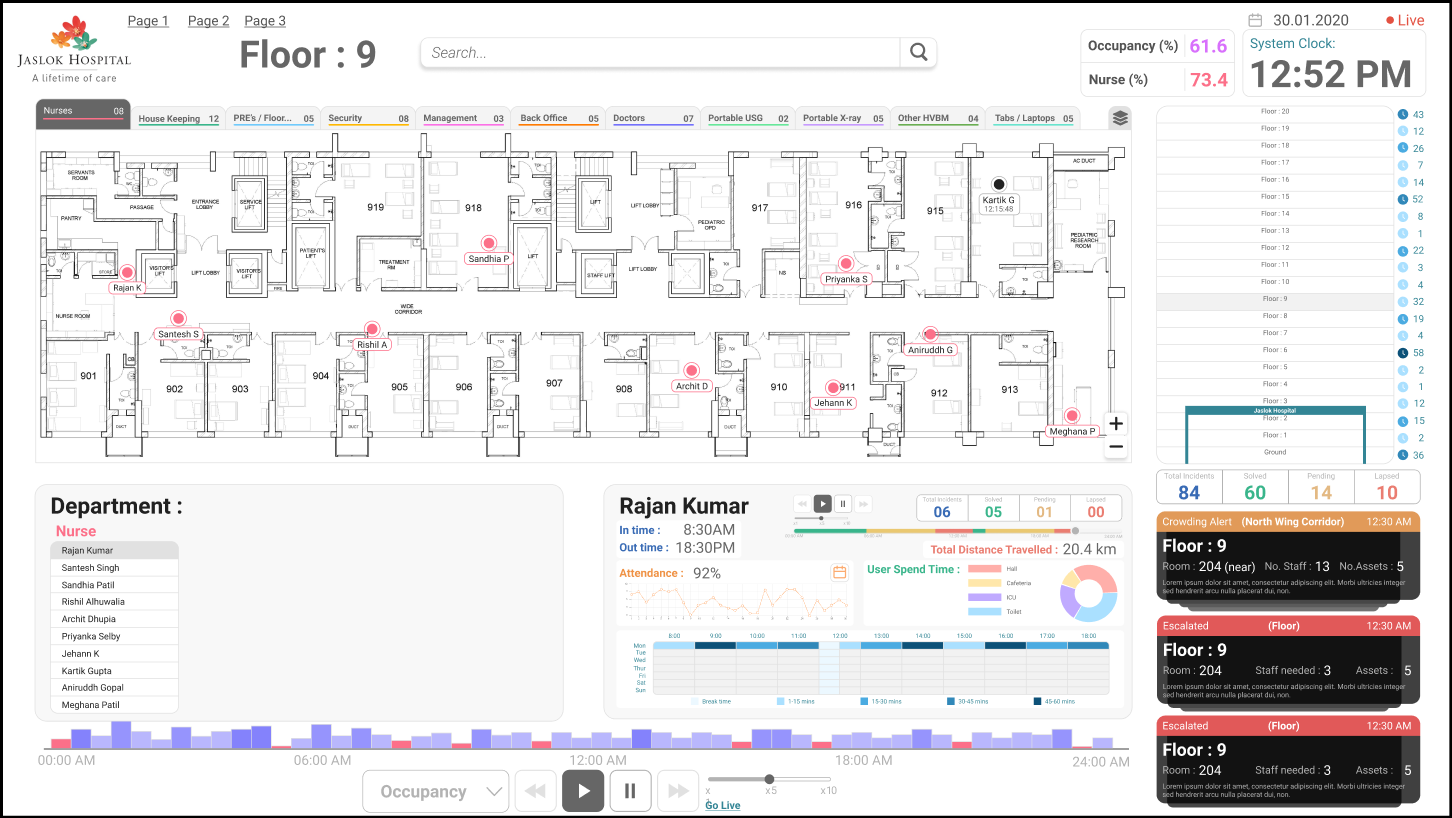 Page 1 Page 2 Page 3
JASLOK HOSPITAL
A lifetime of care
Floor : 9
Search...
30.01.2020
Live
Occupancy (%) 61.6
Nurse (%) 73.4
System Clock:
12:52 PM
Nurses 08
House Keeping 12
PRE's / Floor... 05
Security 08
Management 03
Back Office 05
Doctors 07
Portable USG 02
Portable X-ray 05
Other HVBM 04
Tabs / Laptops 05
SERVANTS ROOM
PASSAGE
PANTRY
ENTRANCE LOBBY
SERVICE LIFT
919
918
LIFT
LIFT LOBBY
PEDIATRIC OPD
917
916
915
AC DUCT
Kartik G
12:15:48
PEDIATRIC RESEARCH ROOM
STORE
VISITOR'S LIFT
LIFT LOBBY
VISITOR'S LIFT
PATIENT'S LIFT
TREATMENT RM
Sandhia P
LIFT
STAFF LIFT
LIFT LOBBY
NS
Priyanka S
Rajan K
NURSE ROOM
WIDE CORRIDOR
Santesh S
Rishil A
Aniruddh G
901
902
903
904
905
906
907
908
Archit D
910
911
Jehann K
912
913
Meghana P
DUCT
DUCT
DUCT
DUCT
DUCT
+
−
Floor : 20 43
Floor : 19 12
Floor : 18 26
Floor : 17 7
Floor : 16 14
Floor : 15 52
Floor : 14 8
Floor : 13 1
Floor : 12 22
Floor : 11 3
Floor : 10 4
Floor : 9 32
Floor : 8 19
Floor : 7 4
Floor : 6 58
Floor : 5 2
Floor : 4 1
Floor : 3 12
Jaslok Hospital
Floor : 2 15
Floor : 1 2
Ground 36
Total Incidents Solved Pending Lapsed
84 60 14 10
Crowding Alert (North Wing Corridor) 12:30 AM
Floor : 9
Room : 204 (near) No. Staff : 13 No.Assets : 5
Lorem ipsum dolor sit amet, consectetur adipiscing elit. Morbi ultricies integer
sed hendrerit arcu nulla placerat dui, non.
Escalated (Floor) 12:30 AM
Floor : 9
Room : 204 Staff needed : 3 Assets : 5
Lorem ipsum dolor sit amet, consectetur adipiscing elit. Morbi ultricies integer
sed hendrerit arcu nulla placerat dui, non.
Escalated (Floor) 12:30 AM
Floor : 9
Room : 204 Staff needed : 3 Assets : 5
Lorem ipsum dolor sit amet, consectetur adipiscing elit. Morbi ultricies integer
sed hendrerit arcu nulla placerat dui, non.
Department :
Nurse
Rajan Kumar
Santesh Singh
Sandhia Patil
Rishil Alhuwalia
Archit Dhupia
Priyanka Selby
Jehann K
Kartik Gupta
Aniruddh Gopal
Meghana Patil
Rajan Kumar
In time : 8:30AM
Out time : 18:30PM
Total Incidents Solved Pending Lapsed
06 05 01 00
Total Distance Travelled : 20.4 km
Attendance : 92%
User Spend Time :
Hall
Cafeteria
ICU
Toilet
8:00 9:00 10:00 11:00 12:00 13:00 14:00 15:00 16:00 17:00 18:00
Mon
Tue
Wed
Thur
Fri
Sat
Sun
Break time 1-15 mins 15-30 mins 30-45 mins 45-60 mins
00:00 AM 06:00 AM 12:00 AM 18:00 AM 24:00 AM
Occupancy
x x5 x10
Go Live